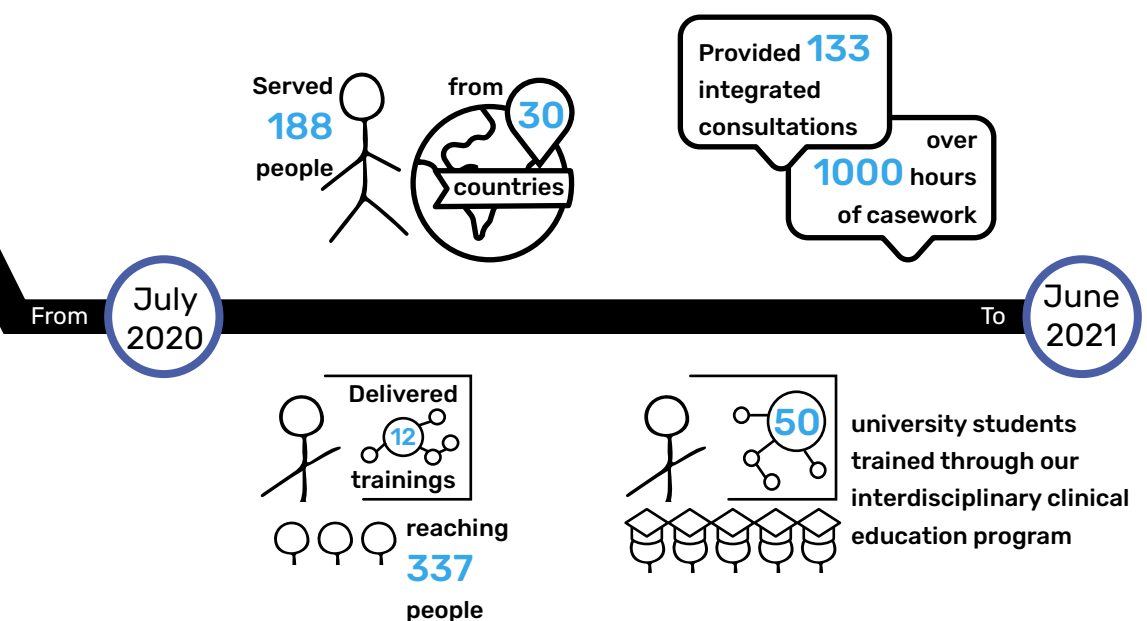 Served
188
people
from
30
countries
Provided 133
integrated
consultations
over
1000 hours
of casework
From
July
2020
To
June
2021
Delivered
12
trainings
reaching
337
people
50
university students
trained through our
interdisciplinary clinical
education program